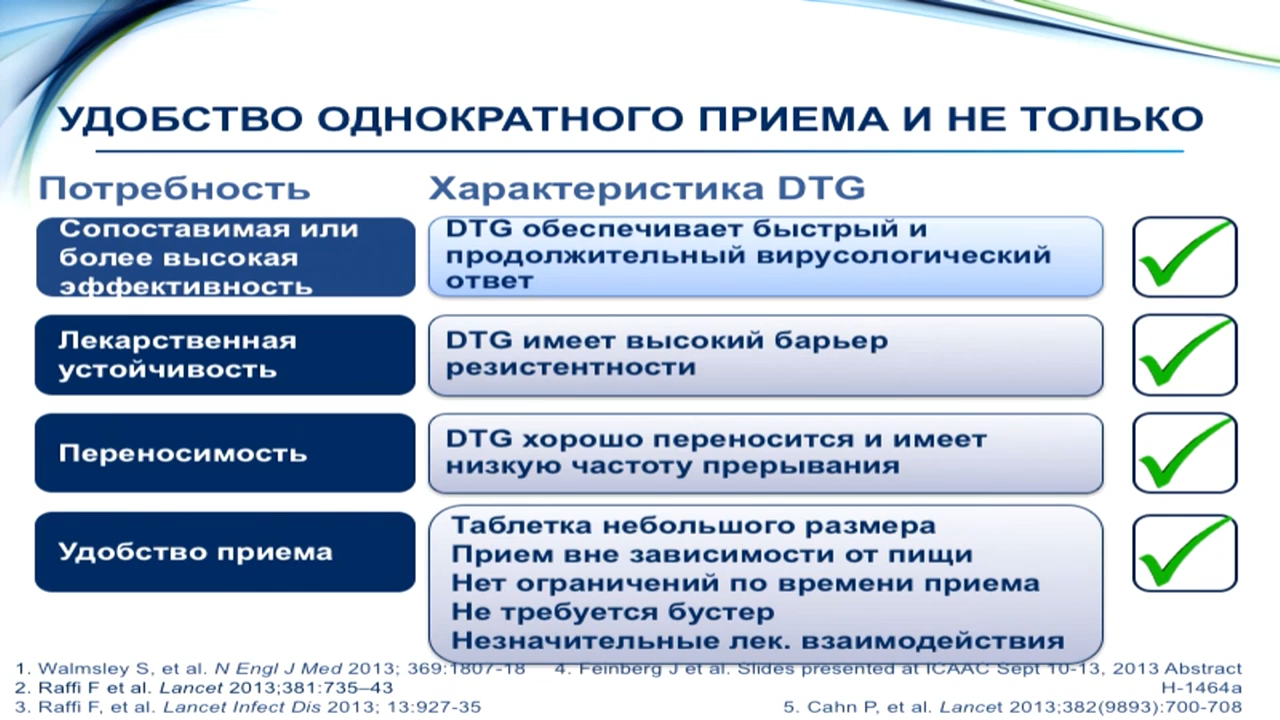 УДОБСТВО ОДНОКРАТНОГО ПРИЕМА И НЕ ТОЛЬКО
Потребность
Характеристика DTG
Сопоставимая или
более высокая
эффективность
DTG обеспечивает быстрый и
продолжительный вирусологический
ответ
Лекарственная
устойчивость
DTG имеет высокий барьер
резистентности
Переносимость
DTG хорошо переносится и имеет
низкую частоту прерывания
Удобство приема
Таблетка небольшого размера
Прием вне зависимости от пищи
Нет ограничений по времени приема
Не требуется бустер
Незначительные лек. взаимодействия
1. Walmsley S, et al. N Engl J Med 2013; 369:1807-18
2. Raffi F et al. Lancet 2013;381:735–43
3. Raffi F, et al. Lancet Infect Dis 2013; 13:927-35
4. Feinberg J et al. Slides presented at ICAAC Sept 10-13, 2013 Abstract
H-1464a
5. Cahn P, et al. Lancet 2013;382(9893):700-708